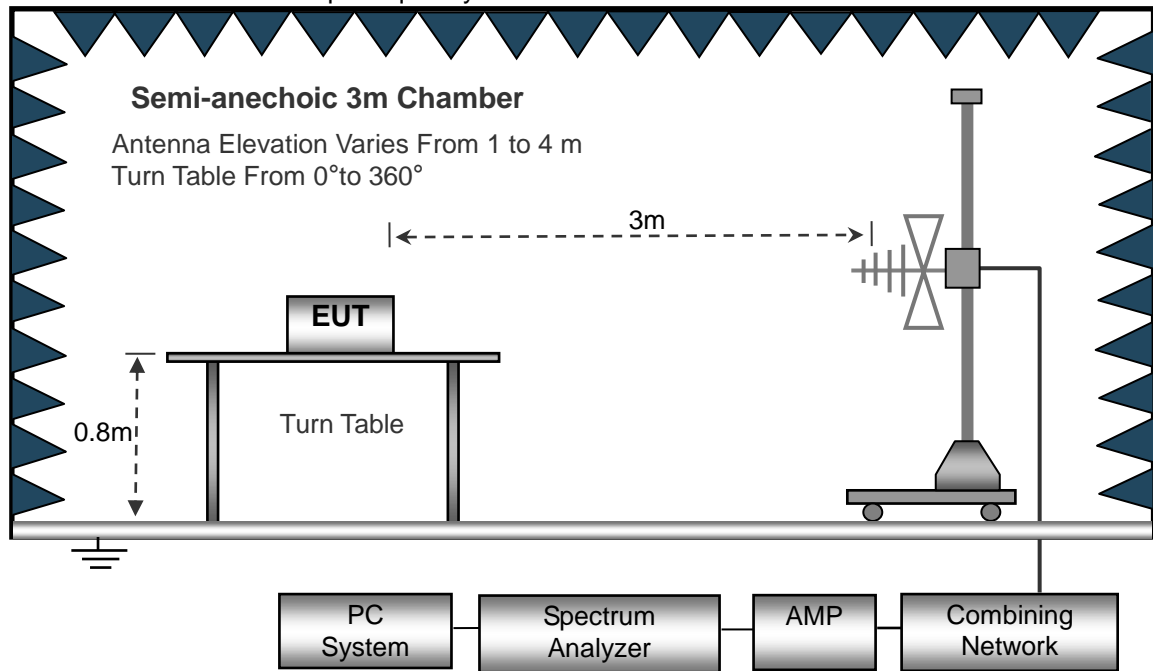 Semi-anechoic 3m Chamber
Antenna Elevation Varies From 1 to 4 m
Turn Table From 0°to 360°
3m
EUT
0.8m
Turn Table
PC
System
Spectrum
Analyzer
AMP
Combining
Network